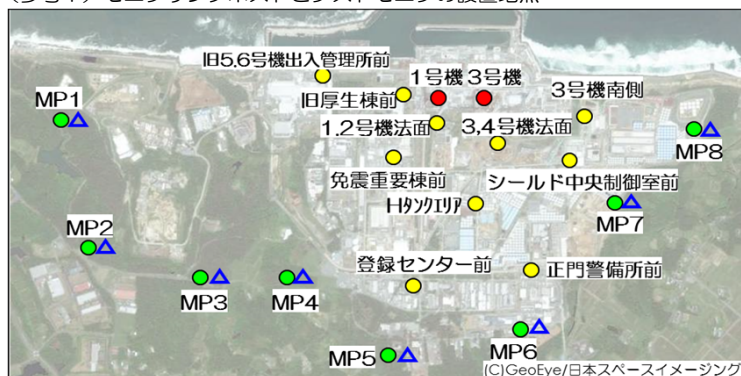 旧5.6号機出入管理所前
1号機
3号機
MP1
旧厚生棟前
3号機南側
1.2号機法面
3,4号機法面
MP8
免震重要棟前
シールド中央制御室前
Hﾀﾝｸｴﾘｱ
MP7
MP2
登録センター前
正門警備所前
MP3
MP4
MP5
MP6
(C)GeoEye/日本スペースイメージング